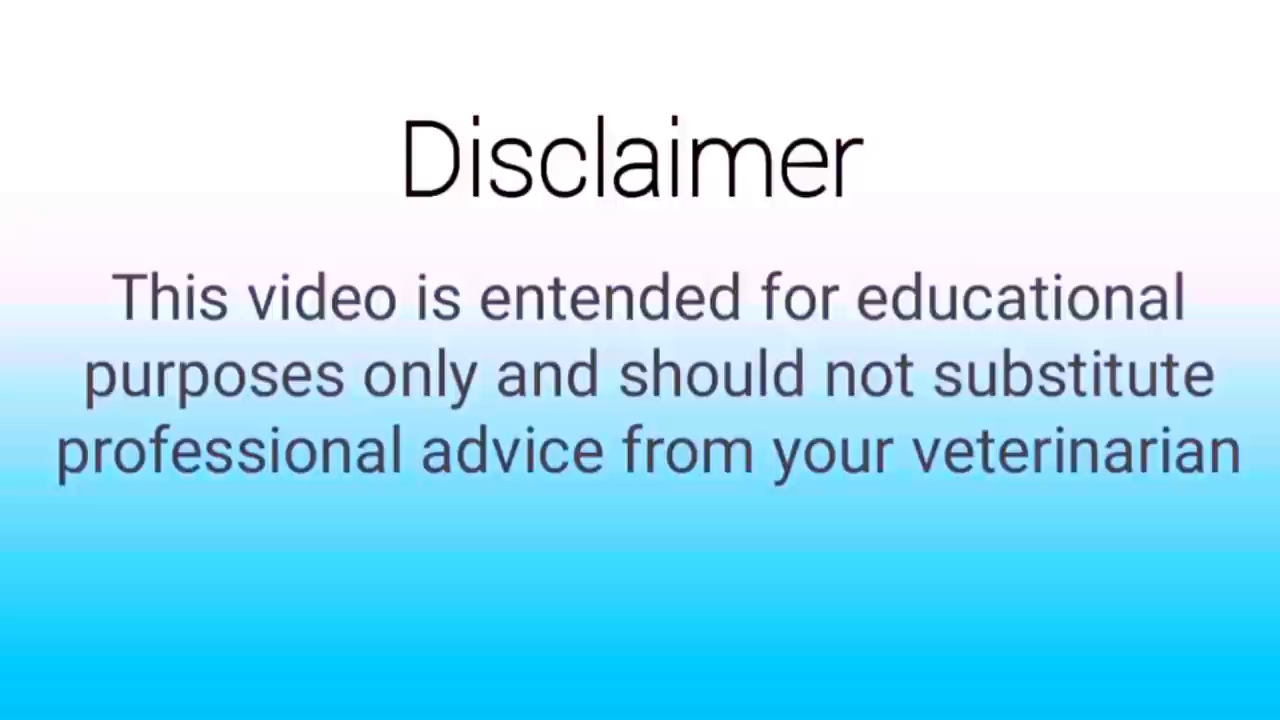 Disclaimer
This video is entended for educational
purposes only and should not substitute
professional advice from your veterinarian